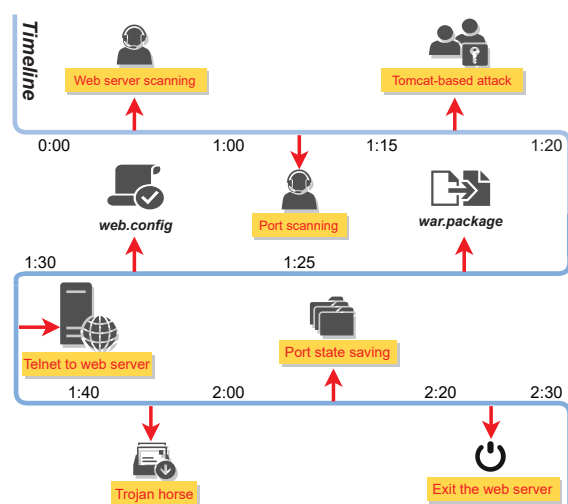 Timeline
Web server scanning
Tomcat-based attack
0:00
1:00
1:15
1:20
web.config
Port scanning
war.package
1:30
1:25
Telnet to web server
Port state saving
1:40
2:00
2:20
2:30
Trojan horse
Exit the web server